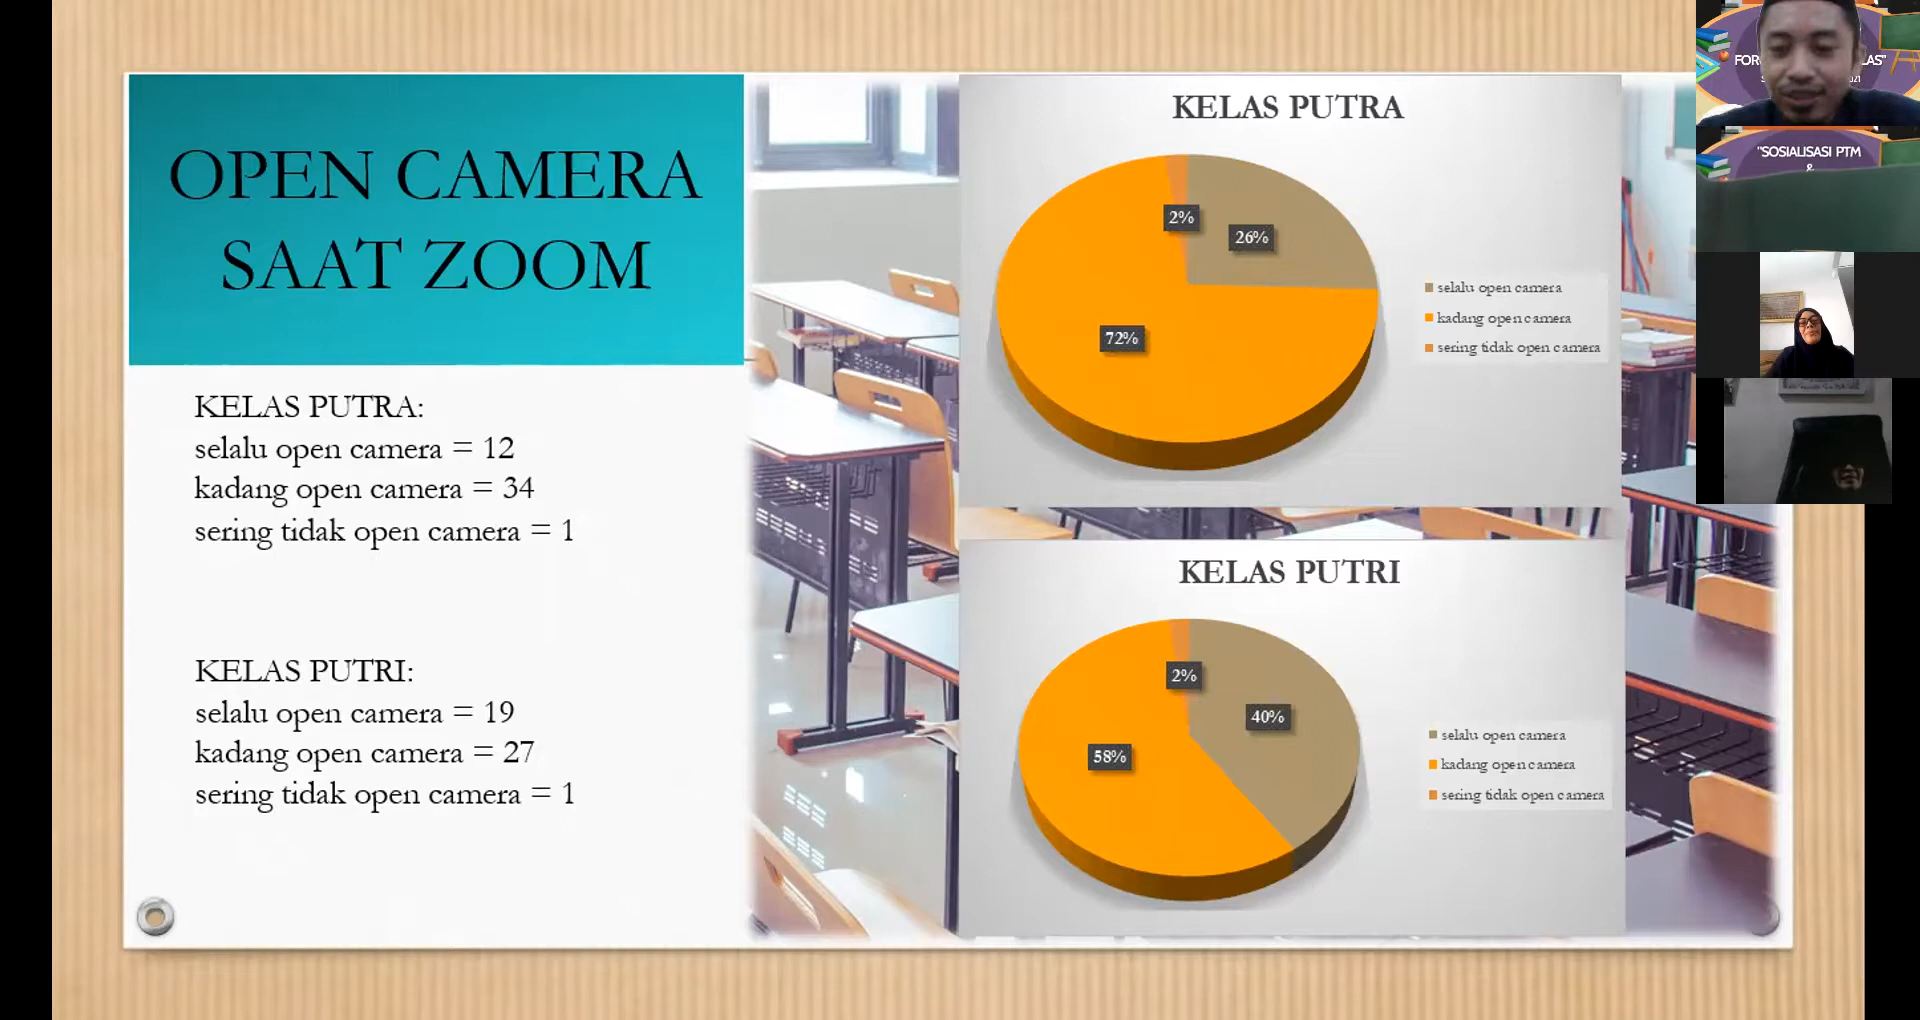 OPEN CAMERA
SAAT ZOOM
KELAS PUTRA:
selalu open camera = 12
kadang open camera = 34
sering tidak open camera = 1
KELAS PUTRI:
selalu open camera = 19
kadang open camera = 27
sering tidak open camera = 1
KELAS PUTRA
2%
26%
72%
selalu open camera
kadang open camera
sering tidak open camera
KELAS PUTRI
2%
40%
58%
selalu open camera
kadang open camera
sering tidak open camera
"SOSIALISASI PTM
&